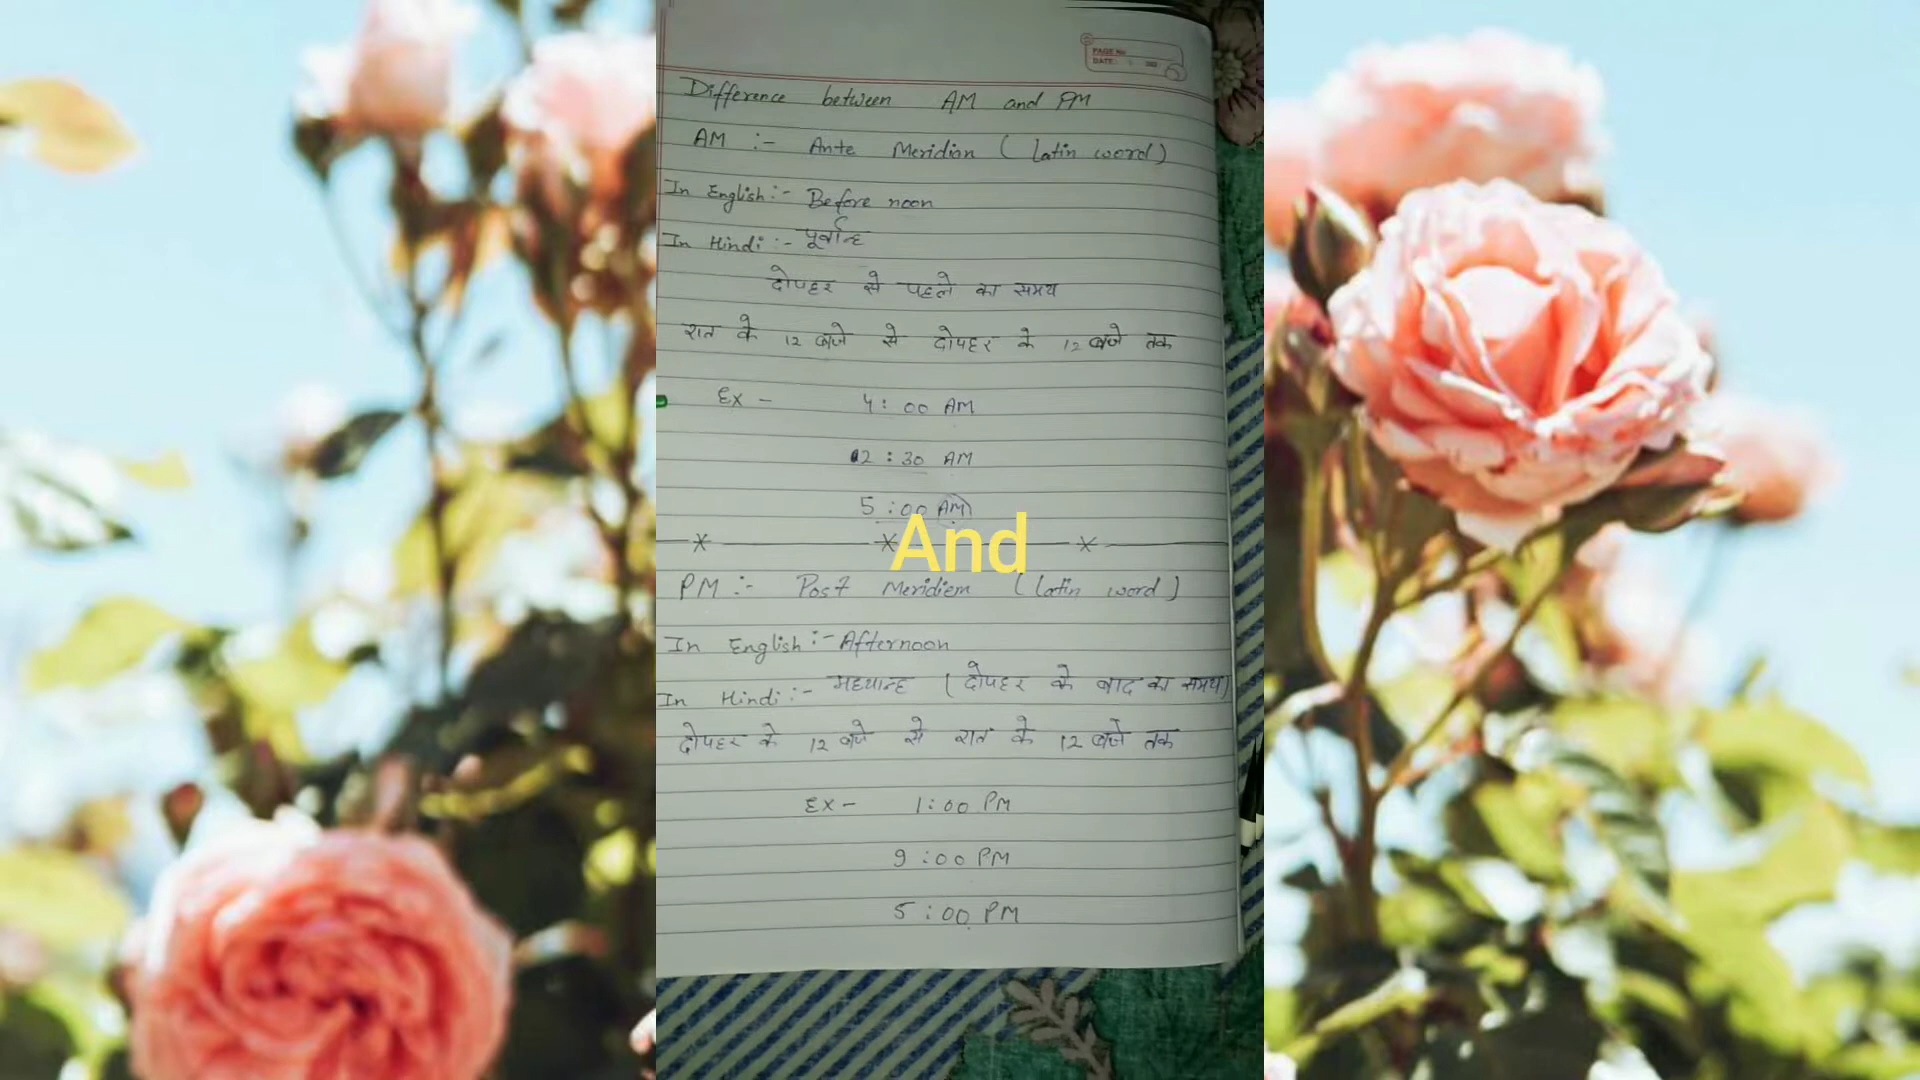 PAGE No.
DATE:
Difference between AM and PM
AM :- Ante Meridian ( Latin word )
In English :- Before noon
In Hindi :- पूर्वान्ह
दोपहर से पहले का समय
रात के 12 बजे से दोपहर के 12 बजे तक
Ex - 4 : 00 AM
2 : 30 AM
5 : 00 AM
And
PM :- Post Meridiem ( Latin word )
In English :- Afternoon
In Hindi :- मध्यान्ह ( दोपहर के बाद का समय )
दोपहर के 12 बजे से रात के 12 बजे तक
Ex - 1 : 00 PM
9 : 00 PM
5 : 00 PM